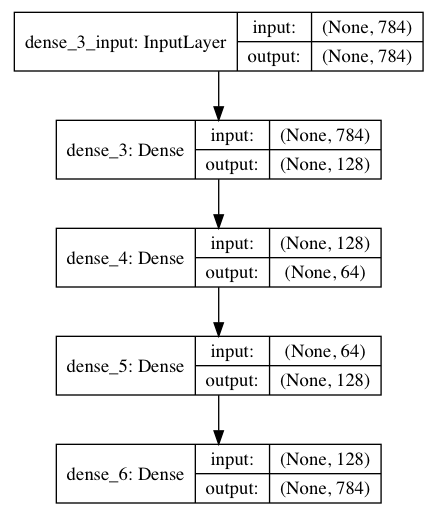 dense_3_input: InputLayer
input: (None, 784)
output: (None, 784)
dense_3: Dense
input: (None, 784)
output: (None, 128)
dense_4: Dense
input: (None, 128)
output: (None, 64)
dense_5: Dense
input: (None, 64)
output: (None, 128)
dense_6: Dense
input: (None, 128)
output: (None, 784)